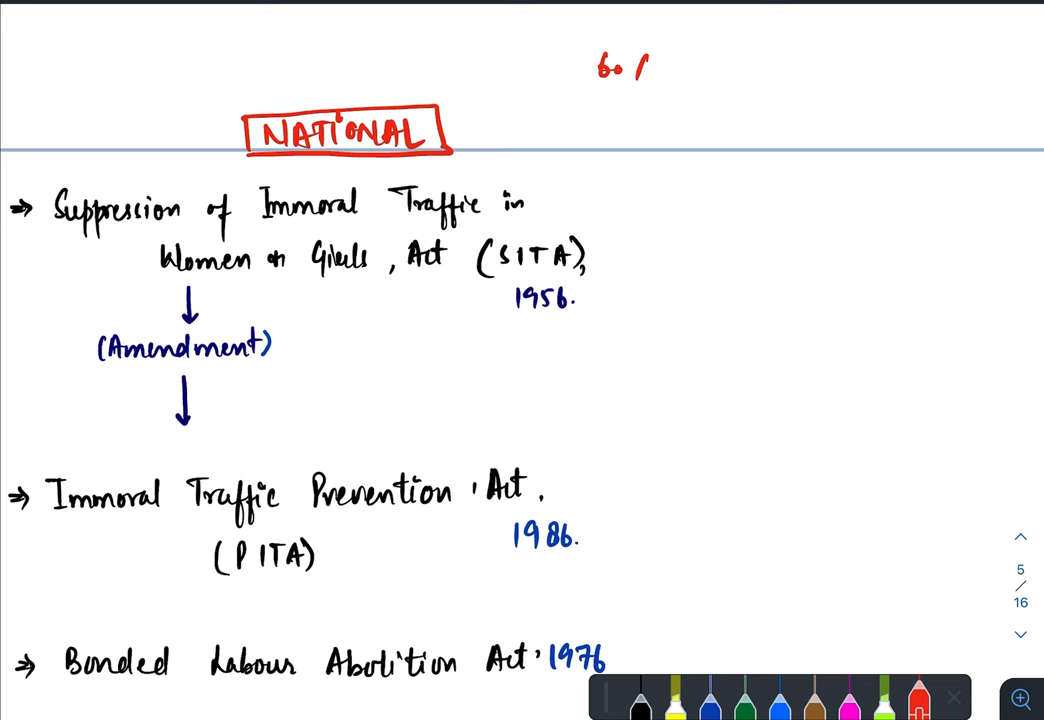 NATIONAL
⇒ Suppression of Immoral Traffic in
Women or Girls, Act (SITA),
1956.
(Amendment)
⇒ Immoral Traffic Prevention, Act.
1986.
(PITA)
⇒ Bonded Labour Abolition Act, 1976
5
/
16